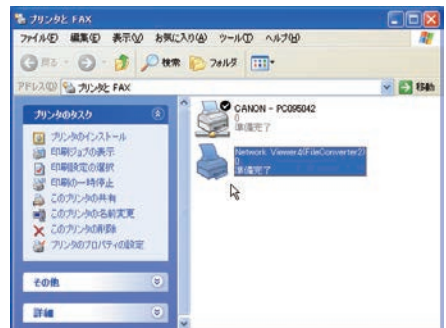 プリンタと FAX
ファイル(F) 編集(E) 表示(V) お気に入り(A) ツール(T) ヘルプ(H)
戻る 検索 フォルダ
アドレス(D) プリンタと FAX 移動
プリンタのタスク
プリンタのインストール
印刷ジョブの表示
印刷設定の選択
印刷の一時停止
このプリンタの共有
このプリンタの名前変更
このプリンタの削除
プリンタのプロパティの設定
その他
詳細
CANON - PC095042
0
準備完了
Network Viewer4(FileConverter2)
0
準備完了